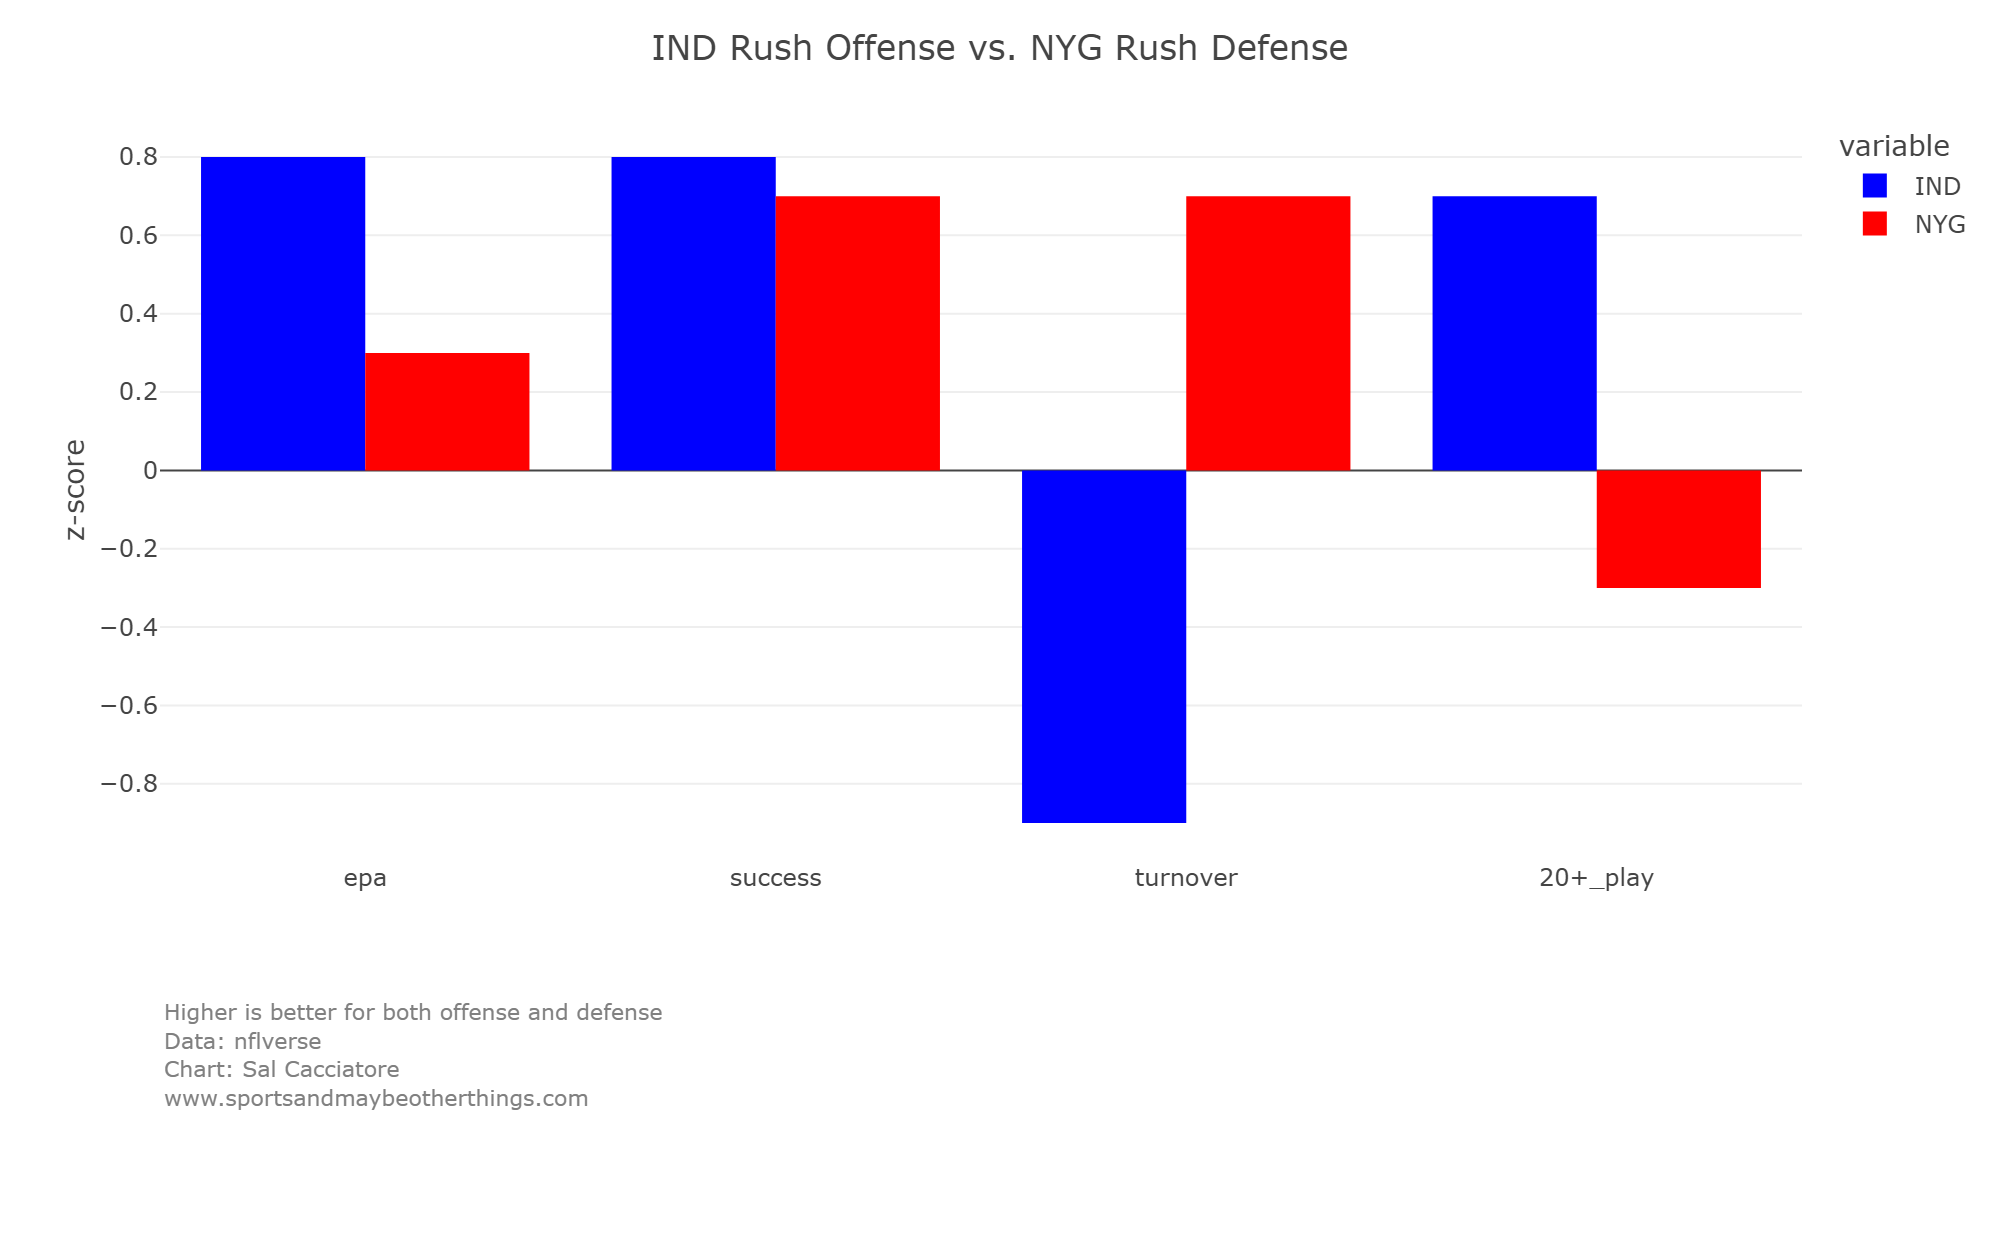 IND Rush Offense vs. NYG Rush Defense
variable
IND
NYG
z-score
0.8
0.6
0.4
0.2
0
−0.2
−0.4
−0.6
−0.8
epa
success
turnover
20+_play
Higher is better for both offense and defense
Data: nflverse
Chart: Sal Cacciatore
www.sportsandmaybeotherthings.com